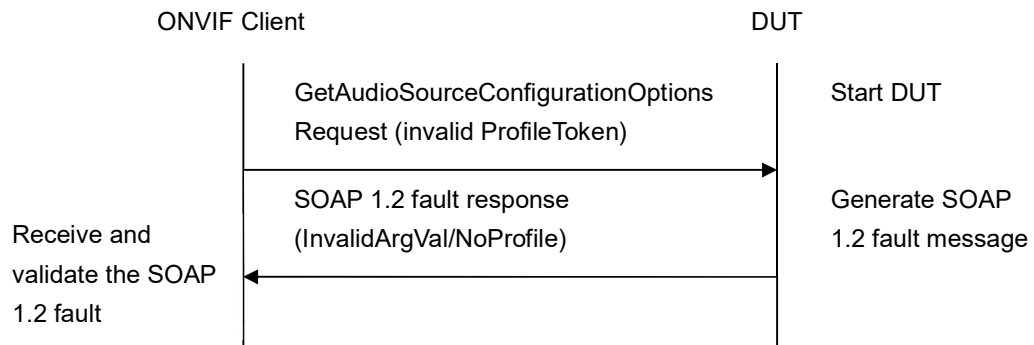 ONVIF Client
DUT
GetAudioSourceConfigurationOptions
Request (invalid ProfileToken)
Start DUT
SOAP 1.2 fault response
(InvalidArgVal/NoProfile)
Generate SOAP
1.2 fault message
Receive and
validate the SOAP
1.2 fault